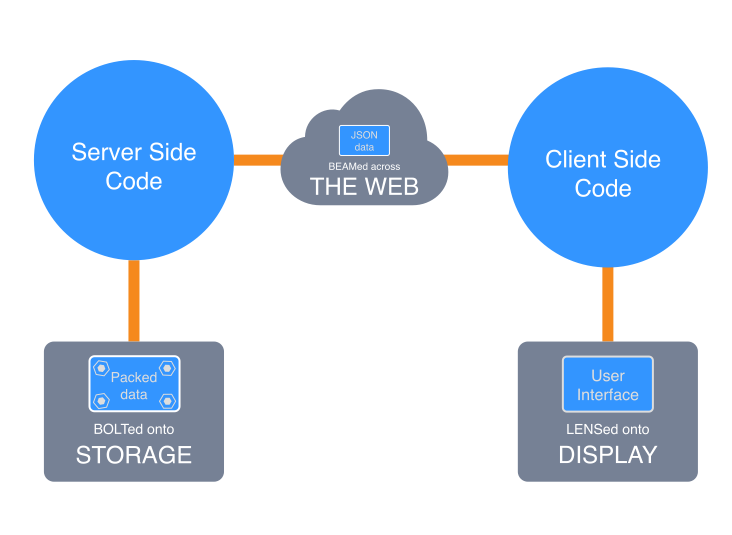 Server Side
Code
JSON
data
BEAMed across
THE WEB
Client Side
Code
Packed
data
BOLTed onto
STORAGE
User
Interface
LENSed onto
DISPLAY